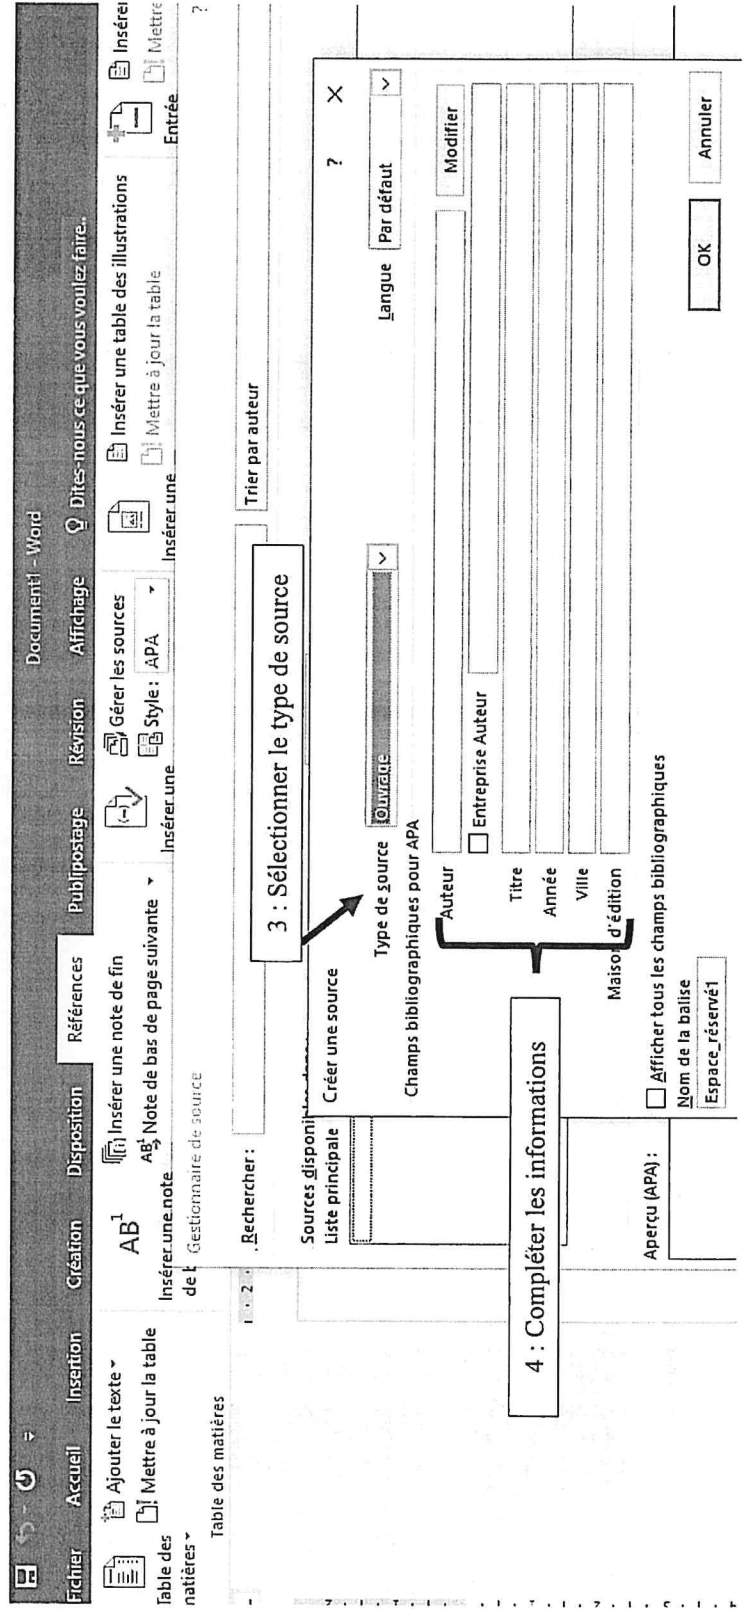 Document1 - Word
Fichier Accueil Insertion Création Disposition Références Publipostage Révision Affichage Dites-nous ce que vous voulez faire..
Table des
matières
Ajouter le texte
Mettre à jour la table
Table des matières
AB¹
Insérer une note
de b
Insérer une note de fin
AB¹ Note de bas de page suivante
Insérer une
Gérer les sources
Style : APA
Insérer une
Insérer une table des illustrations
Mettre à jour la table
Entrée
Insérer
Mettre
Gestionnaire de source ?
Rechercher :
Trier par auteur
3 : Sélectionner le type de source
Sources disponi
Liste principale
Créer une source ? X
Type de source Ouvrage
Langue Par défaut
Champs bibliographiques pour APA
Auteur Modifier
Entreprise Auteur
Titre
Année
Ville
Maison d'édition
4 : Compléter les informations
Afficher tous les champs bibliographiques
Nom de la balise
Espace_réservé1
OK Annuler
Aperçu (APA) :